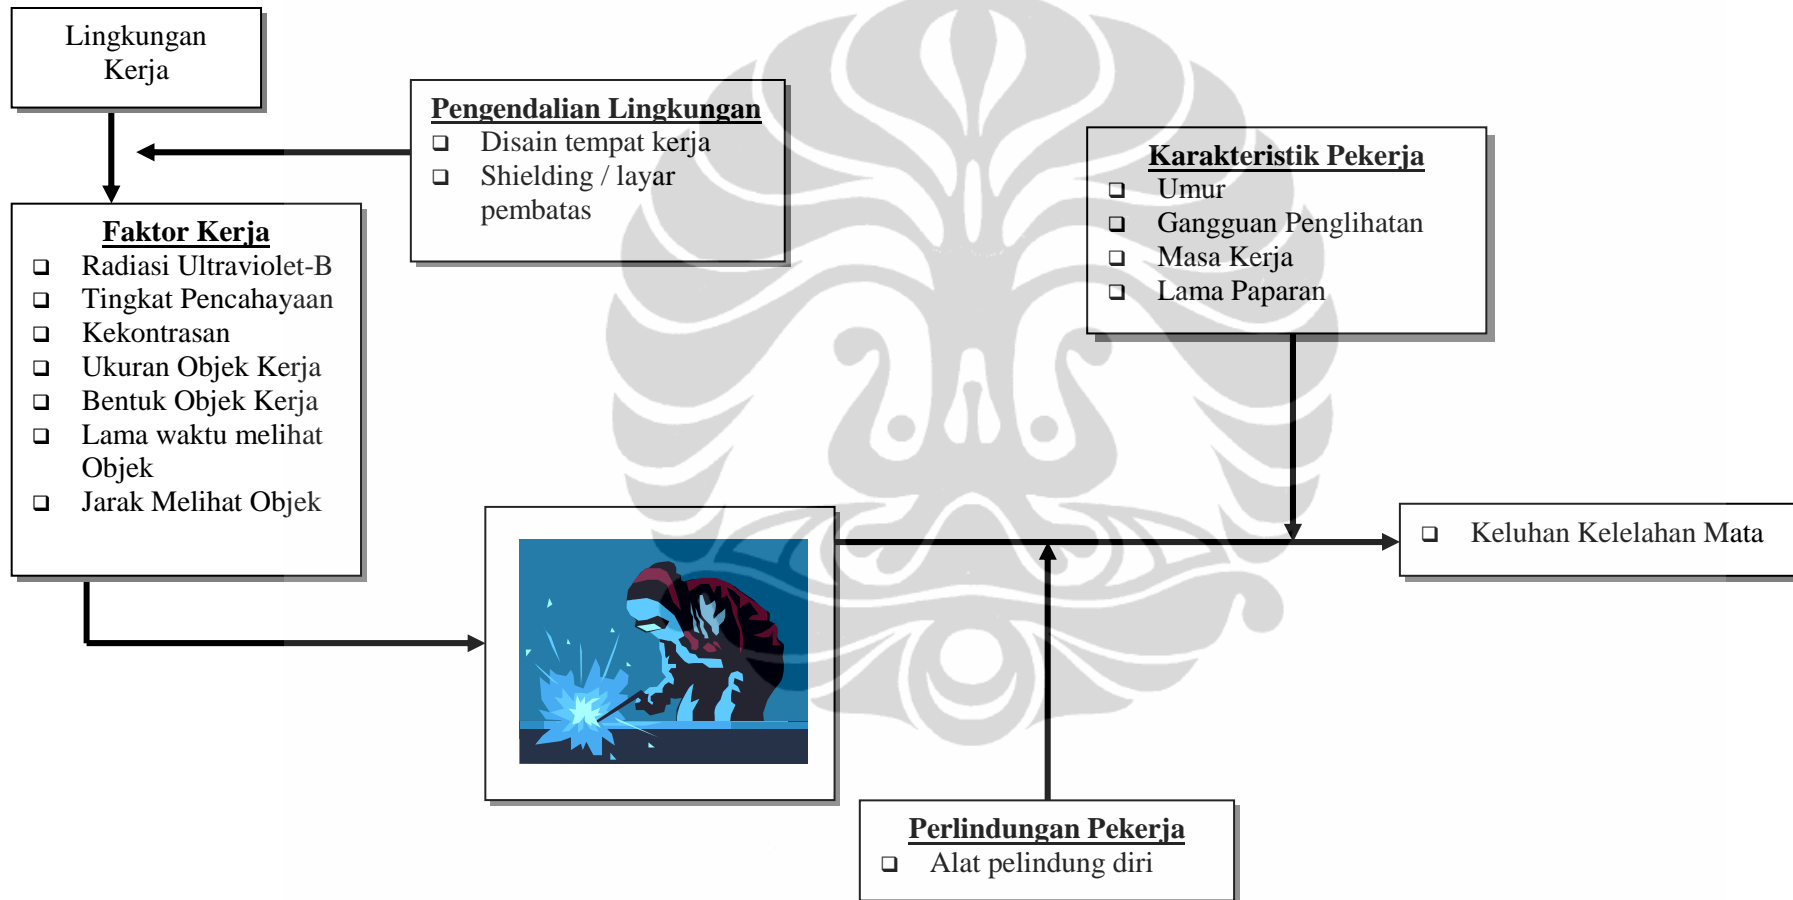 Lingkungan
Kerja
Pengendalian Lingkungan
Disain tempat kerja
Shielding / layar
pembatas
Karakteristik Pekerja
Umur
Gangguan Penglihatan
Masa Kerja
Lama Paparan
Faktor Kerja
Radiasi Ultraviolet-B
Tingkat Pencahayaan
Kekontrasan
Ukuran Objek Kerja
Bentuk Objek Kerja
Lama waktu melihat
Objek
Jarak Melihat Objek
Keluhan Kelelahan Mata
Perlindungan Pekerja
Alat pelindung diri